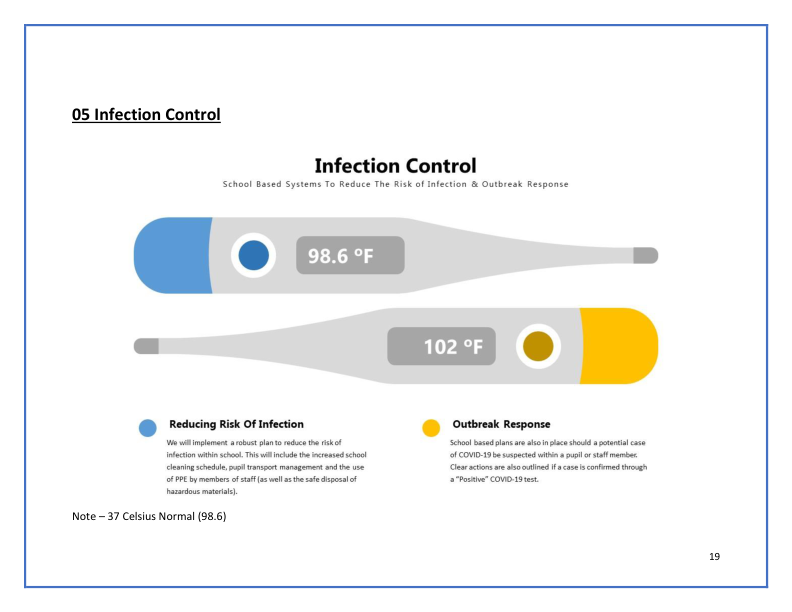 05 Infection Control
Infection Control
School Based Systems To Reduce The Risk of Infection & Outbreak Response
98.6 ºF
102 ºF
Reducing Risk Of Infection
We will implement a robust plan to reduce the risk of
infection within school. This will include the increased school
cleaning schedule, pupil transport management and the use
of PPE by members of staff (as well as the safe disposal of
hazardous materials).
Outbreak Response
School based plans are also in place should a potential case
of COVID-19 be suspected within a pupil or staff member.
Clear actions are also outlined if a case is confirmed through
a “Positive” COVID-19 test.
Note – 37 Celsius Normal (98.6)
19